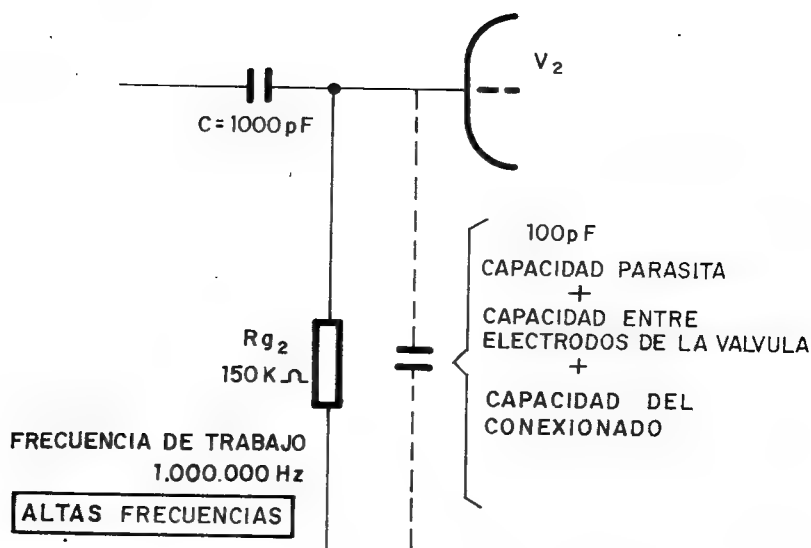 V2
C=1000pF
100pF
CAPACIDAD PARASITA
+
CAPACIDAD ENTRE
ELECTRODOS DE LA VALVULA
+
CAPACIDAD DEL
CONEXIONADO
Rg2
150K Ω
FRECUENCIA DE TRABAJO
1.000.000 Hz
ALTAS FRECUENCIAS